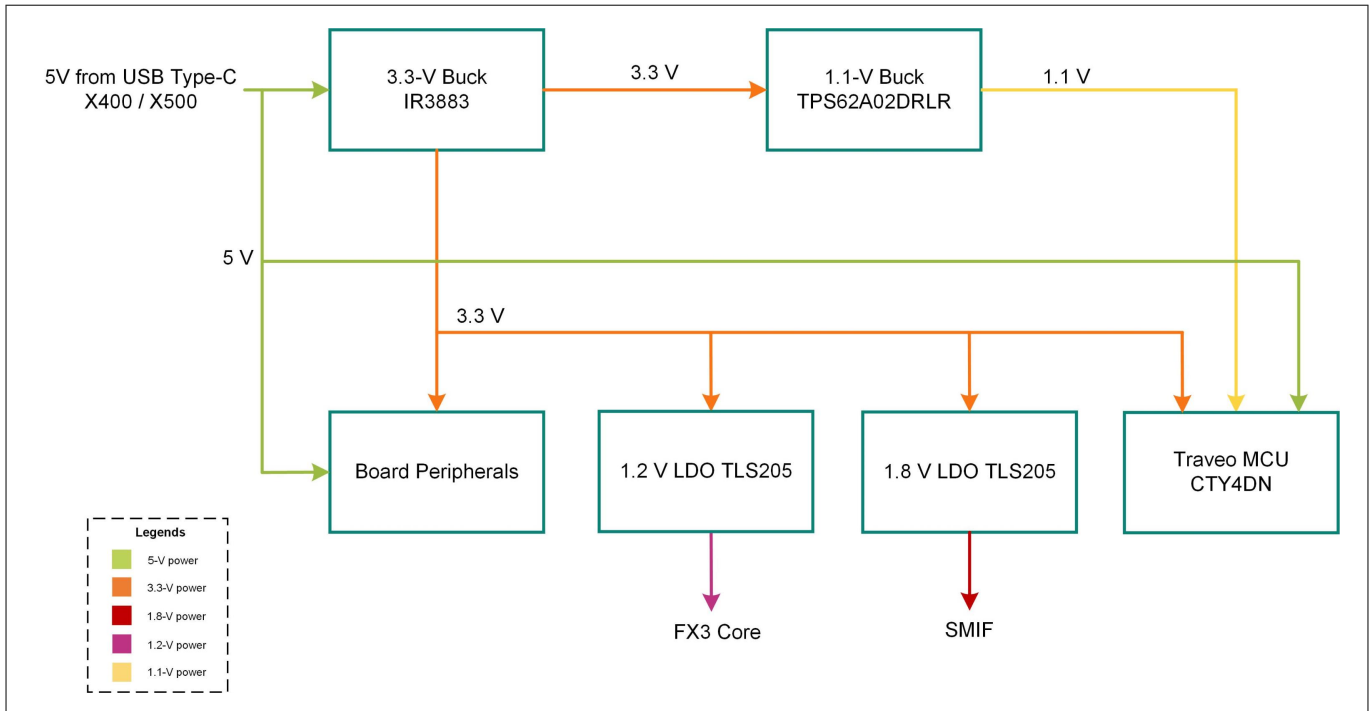 5V from USB Type-C
X400 / X500
3.3-V Buck
IR3883
3.3 V
1.1-V Buck
TPS62A02DRLR
1.1 V
5 V
3.3 V
Board Peripherals
1.2 V LDO TLS205
1.8 V LDO TLS205
Traveo MCU
CTY4DN
FX3 Core
SMIF
Legends
5-V power
3.3-V power
1.8-V power
1.2-V power
1.1-V power